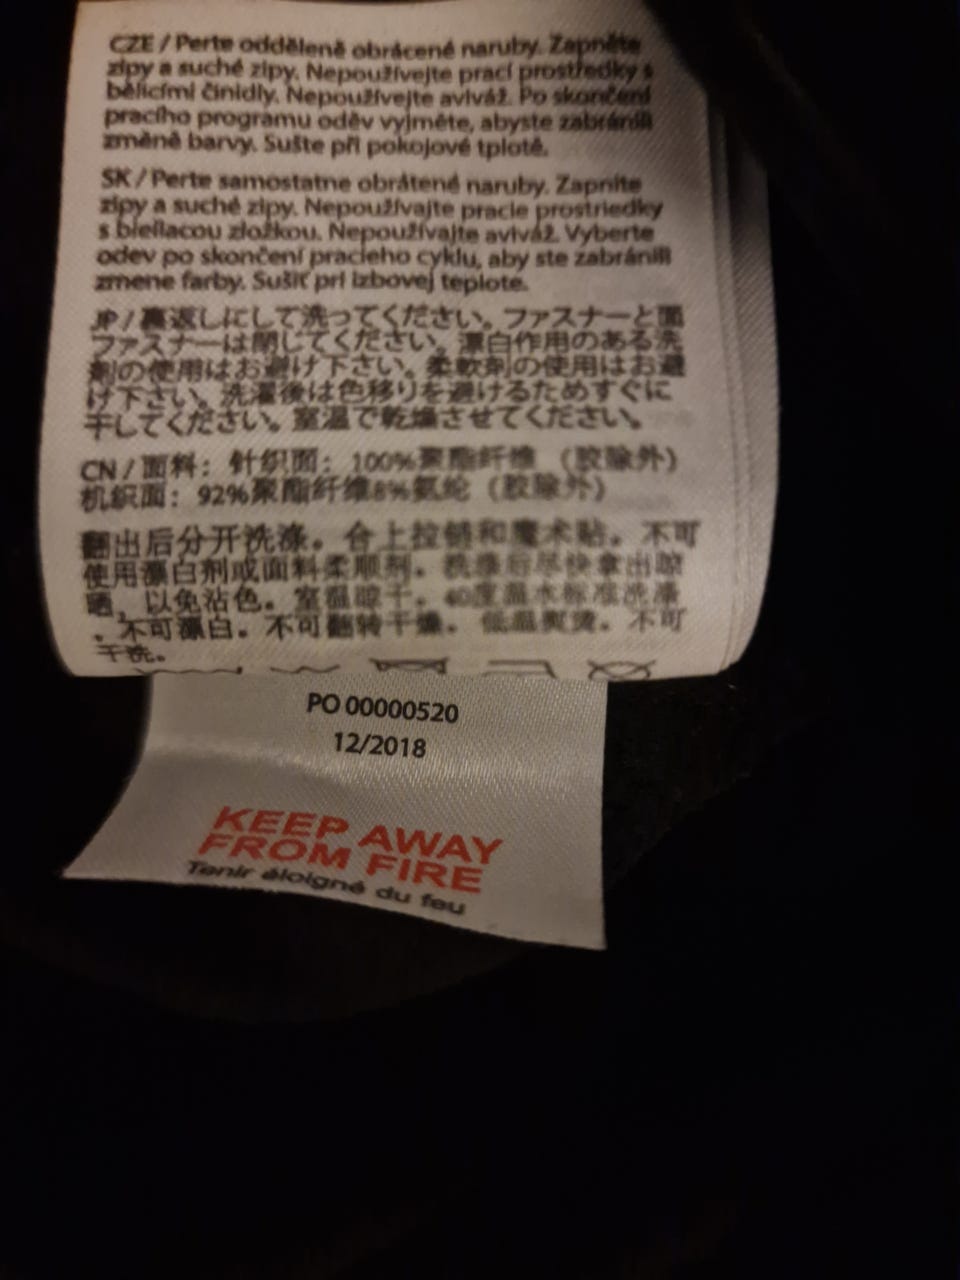 CZE / Perte odděleně obrácené naruby. Zapněte
zipy a suché zipy. Nepoužívejte prací prostředky s
bělicími činidly. Nepoužívejte aviváž. Po skončení
pracího programu oděv vyjměte, abyste zabránili
změně barvy. Sušte při pokojové tplotě.
SK / Perte samostatne obrátené naruby. Zapnite
zipy a suché zipy. Nepoužívajte pracie prostriedky
s bieliacou zložkou. Nepoužívajte aviváž. Vyberte
odev po skončení pracieho cyklu, aby ste zabránili
zmene farby. Sušiť pri izbovej teplote.
JP / 裏返しにして洗ってください。ファスナーと面
ファスナーは閉じてください。漂白作用のある洗
剤の使用はお避け下さい。柔軟剤の使用はお避
け下さい。洗濯後は色移りを避けるためすぐに
干してください。室温で乾燥させてください。
CN / 面料：针织面：100%聚酯纤维（胶除外）
机织面：92%聚酯纤维8%氨纶（胶除外）
翻出后分开洗涤。合上拉链和魔术贴。不可
使用漂白剂或面料柔顺剂。洗涤后尽快拿出晾
晒，以免沾色。室温晾干。40度温水标准洗涤
。不可漂白。不可翻转干燥。低温熨烫。不可
干洗。
PO 00000520
12/2018
KEEP AWAY
FROM FIRE
Tenir éloigné du feu